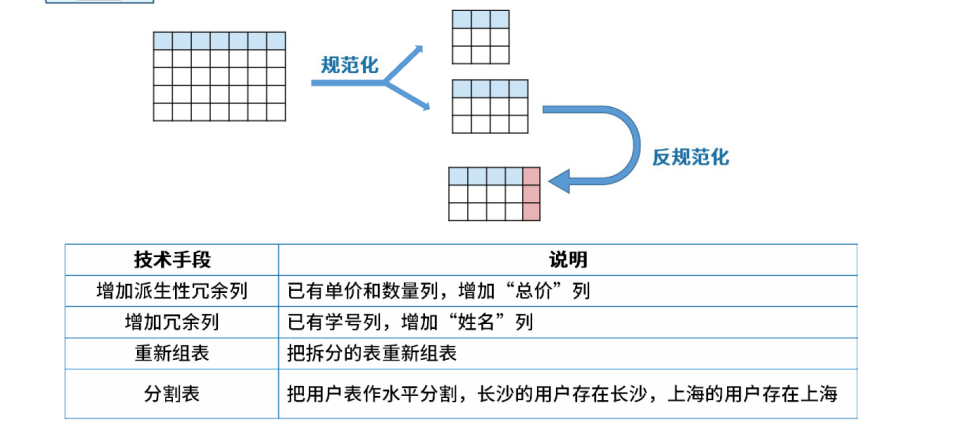 规范化
反规范化
技术手段 说明
增加派生性冗余列 已有单价和数量列，增加“总价”列
增加冗余列 已有学号列，增加“姓名”列
重新组表 把拆分的表重新组表
分割表 把用户表作水平分割，长沙的用户存在长沙，上海的用户存在上海